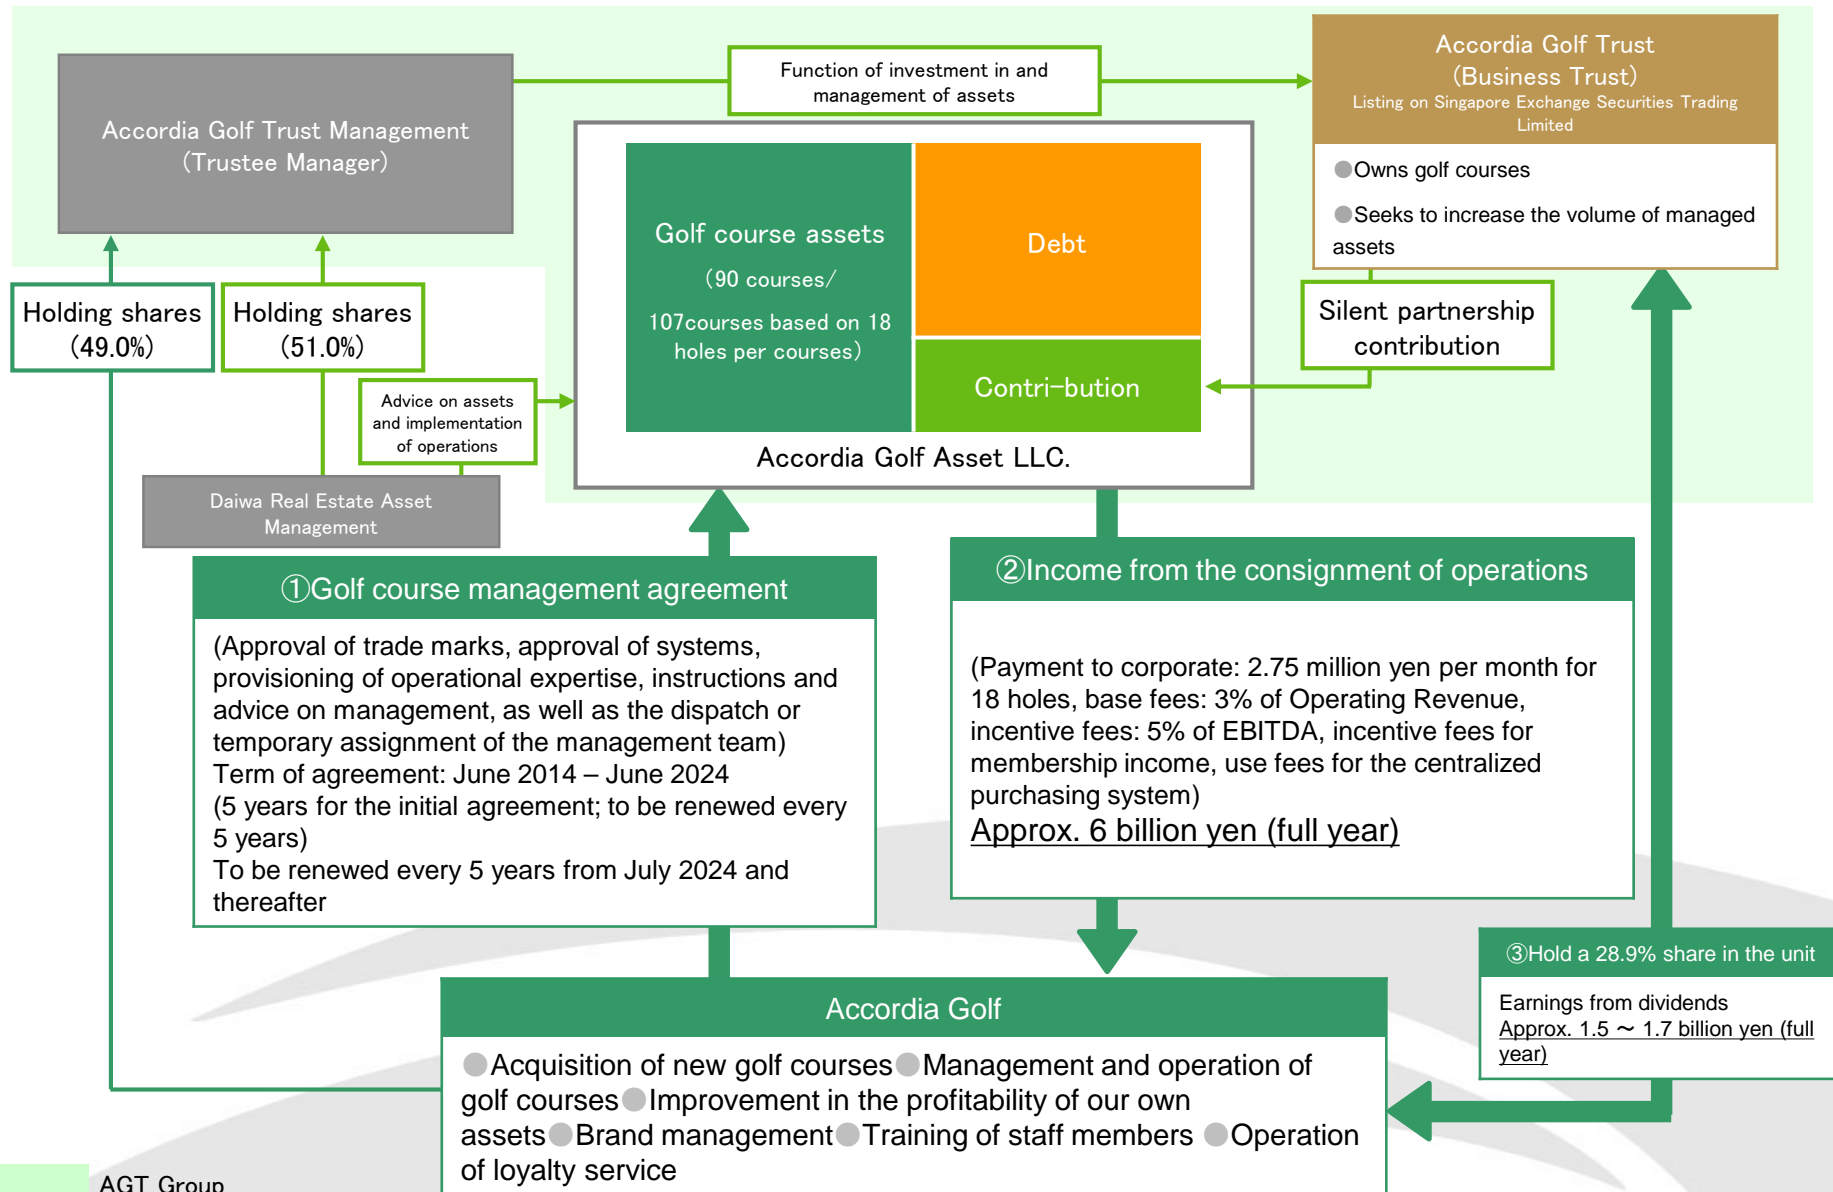 Accordia Golf Trust Management
(Trustee Manager)
Function of investment in and
management of assets
Accordia Golf Trust
(Business Trust)
Listing on Singapore Exchange Securities Trading
Limited
●Owns golf courses
●Seeks to increase the volume of managed
assets
Golf course assets
(90 courses/
107courses based on 18
holes per courses)
Debt
Contri-bution
Accordia Golf Asset LLC.
Holding shares
(49.0%)
Holding shares
(51.0%)
Advice on assets
and implementation
of operations
Silent partnership
contribution
Daiwa Real Estate Asset
Management
①Golf course management agreement
(Approval of trade marks, approval of systems,
provisioning of operational expertise, instructions and
advice on management, as well as the dispatch or
temporary assignment of the management team)
Term of agreement: June 2014 – June 2024
(5 years for the initial agreement; to be renewed every
5 years)
To be renewed every 5 years from July 2024 and
thereafter
②Income from the consignment of operations
(Payment to corporate: 2.75 million yen per month for
18 holes, base fees: 3% of Operating Revenue,
incentive fees: 5% of EBITDA, incentive fees for
membership income, use fees for the centralized
purchasing system)
Approx. 6 billion yen (full year)
③Hold a 28.9% share in the unit
Earnings from dividends
Approx. 1.5 ～ 1.7 billion yen (full
year)
Accordia Golf
●Acquisition of new golf courses●Management and operation of
golf courses●Improvement in the profitability of our own
assets●Brand management●Training of staff members ●Operation
of loyalty service
AGT Group